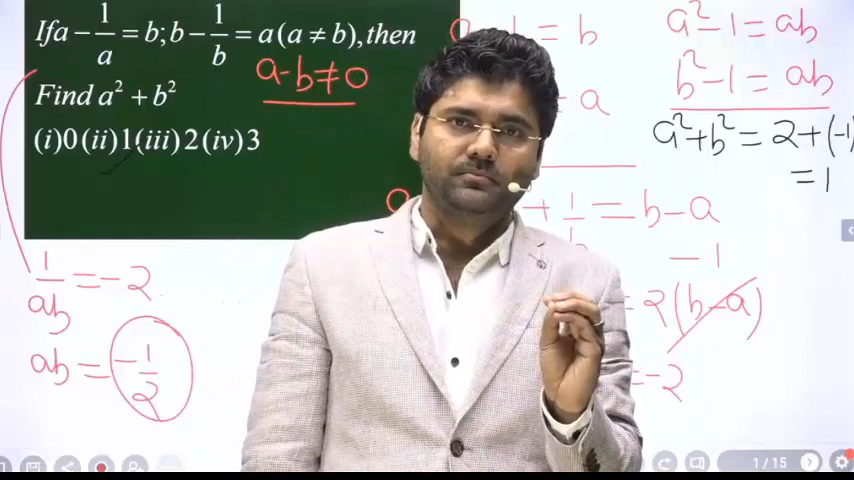 If a - 1/a = b; b - 1/b = a (a ≠ b), then
a-b≠0
Find a² + b²
(i)0(ii)1(iii)2(iv)3
= b
+ a
a²-1=ab
b²-1=ab
a²+b²=2+(-1)
=1
+ 1/b = b-a
-1
= 2(b-a)
=-2
1/ab = -2
ab = -1/2
1/15